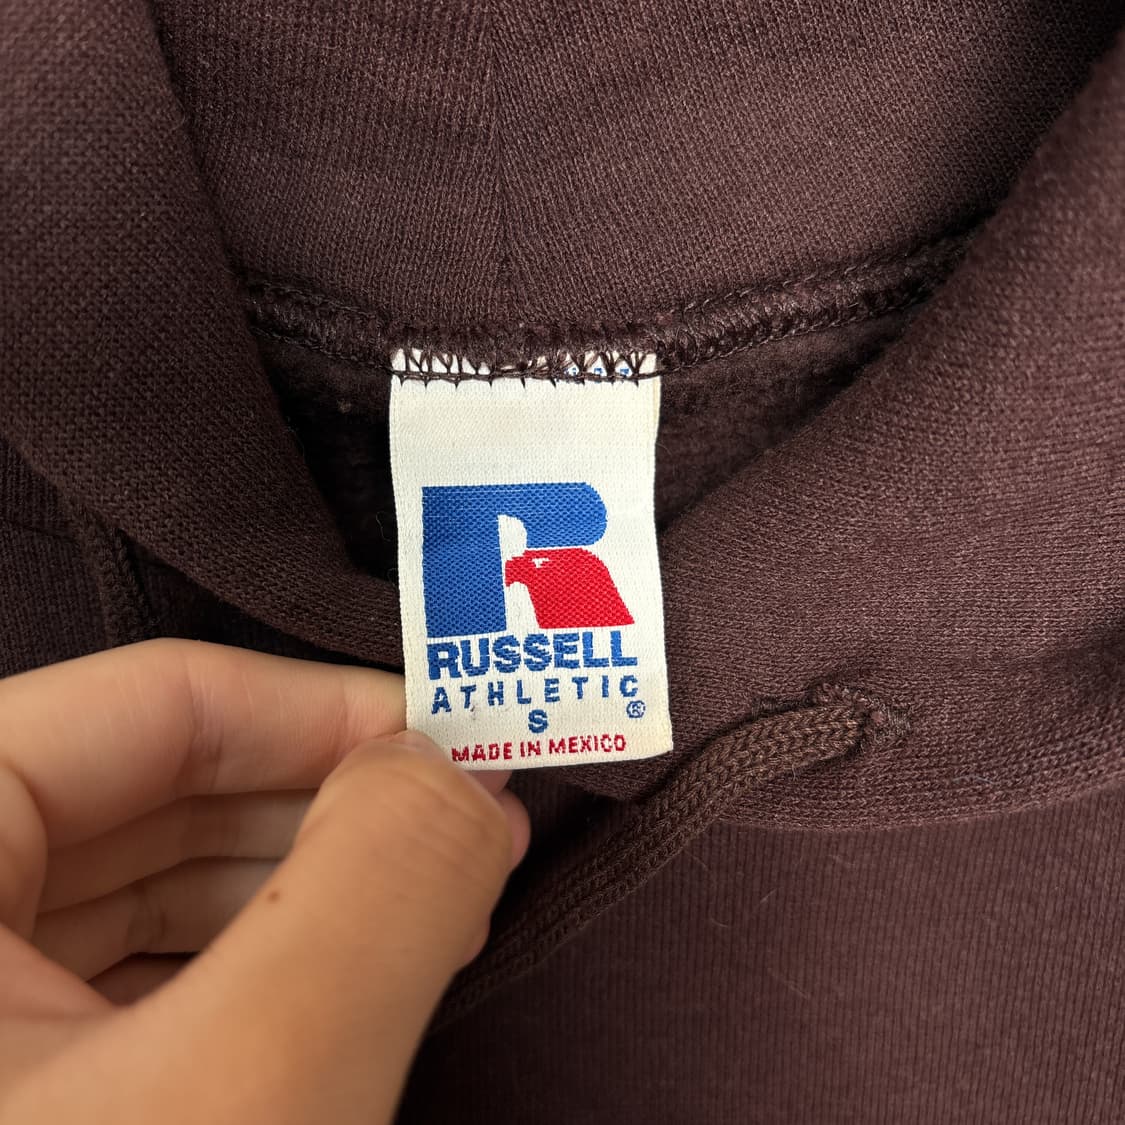 RUSSELL
ATHLETIC
®
S
MADE IN MEXICO